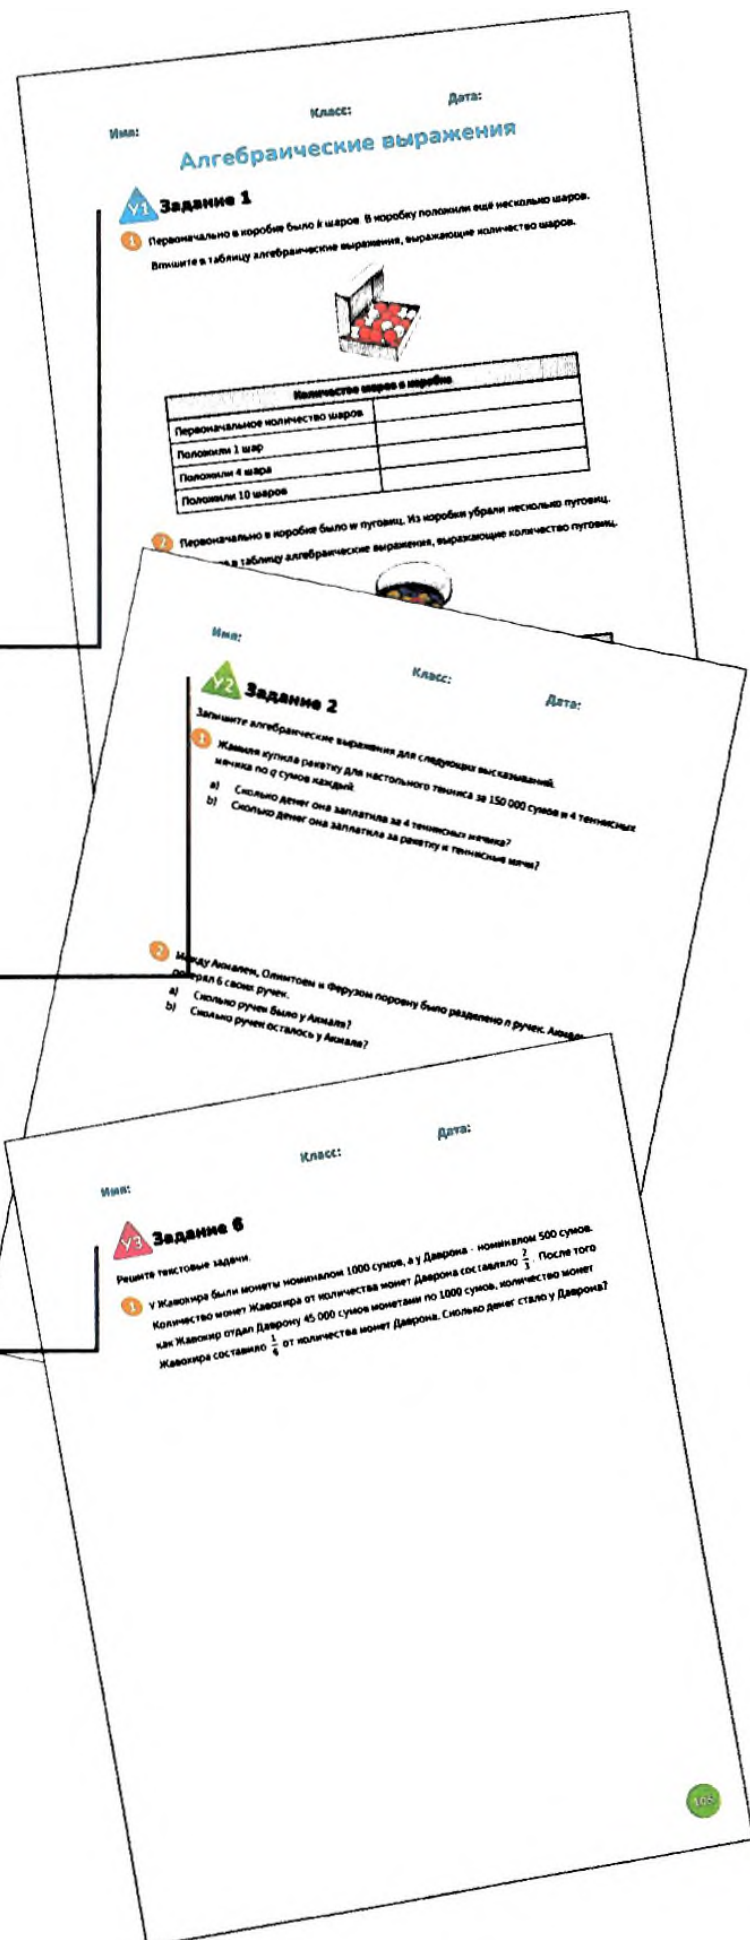 Имя: Класс: Дата:
Алгебраические выражения
У1 Задание 1
1 Первоначально в коробке было k шаров. В коробку положили ещё несколько шаров.
Впишите в таблицу алгебраические выражения, выражающие количество шаров.
Количество шаров в коробке
Первоначальное количество шаров
Положили 1 шар
Положили 4 шара
Положили 10 шаров
2 Первоначально в коробке было w пуговиц. Из коробки убрали несколько пуговиц.
в таблицу алгебраические выражения, выражающие количество пуговиц.
Имя: Класс: Дата:
У2 Задание 2
Запишите алгебраические выражения для следующих высказываний.
1 Жамиля купила ракетку для настольного тенниса за 150 000 сумов и 4 теннисных
мячика по q сумов каждый.
a) Сколько денег она заплатила за 4 теннисных мячика?
b) Сколько денег она заплатила за ракетку и теннисные мячи?
2 Между Акмалем, Олимтоем и Ферузом поровну было разделено n ручек.
потерял 6 своих ручек.
a) Сколько ручек было у Акмаля?
b) Сколько ручек осталось у Акмаля?
Имя: Класс: Дата:
У3 Задание 6
Решите текстовые задачи.
1 У Жавохира были монеты номиналом 1000 сумов, а у Даврона - номиналом 500 сумов.
Количество монет Жавохира от количества монет Даврона составляло 2/3. После того
как Жавохир отдал Даврону 45 000 сумов монетами по 1000 сумов, количество монет
Жавохира составило 1/6 от количества монет Даврона. Сколько денег стало у Даврона?
105